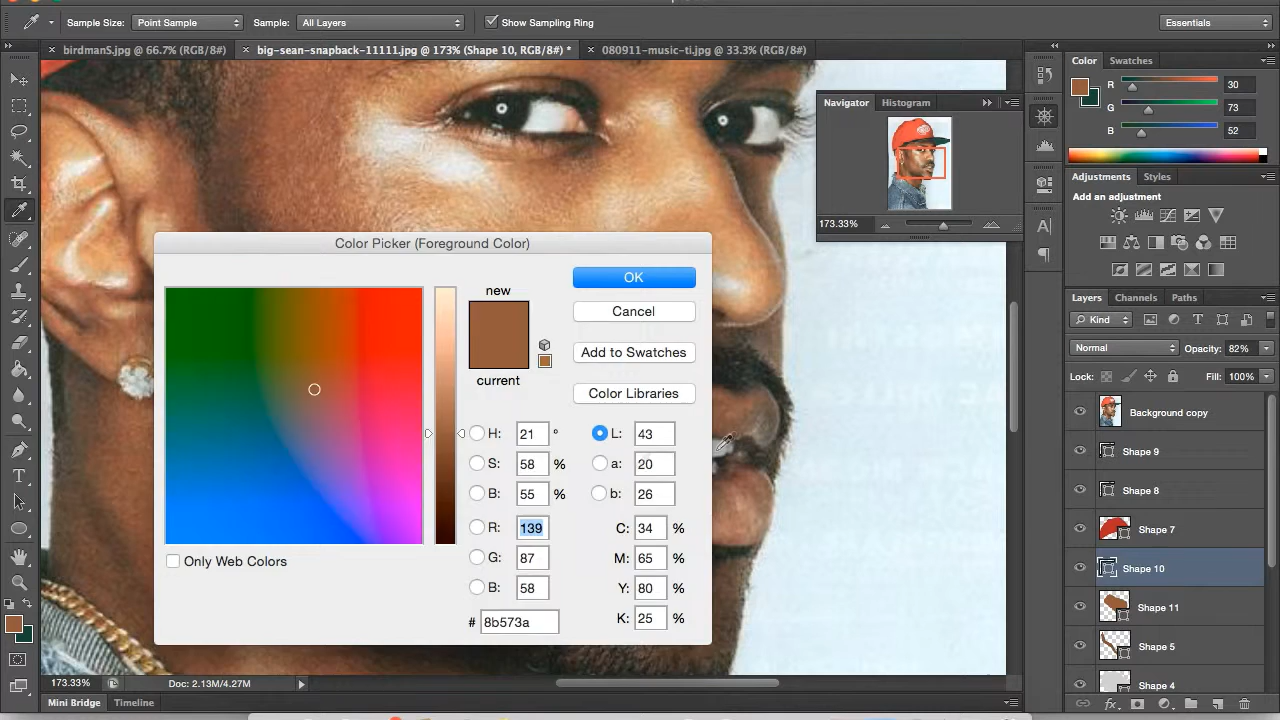 Sample Size: Point Sample Sample: All Layers Show Sampling Ring Essentials
birdmanS.jpg @ 66.7% (RGB/8#) big-sean-snapback-11111.jpg @ 173% (Shape 10, RGB/8#) * 080911-music-ti.jpg @ 33.3% (RGB/8#)
Color Swatches
R 30
G 73
B 52
Navigator Histogram
173.33%
Adjustments Styles
Add an adjustment
Layers Channels Paths
Kind
Normal Opacity: 82%
Lock: Fill: 100%
Background copy
Shape 9
Shape 8
Shape 7
Shape 10
Shape 11
Shape 5
Shape 4
Color Picker (Foreground Color)
new
current
OK
Cancel
Add to Swatches
Color Libraries
H: 21 °
S: 58 %
B: 55 %
R: 139
G: 87
B: 58
# 8b573a
L: 43
a: 20
b: 26
C: 34 %
M: 65 %
Y: 80 %
K: 25 %
Only Web Colors
173.33% Doc: 2.13M/4.27M
Mini Bridge Timeline